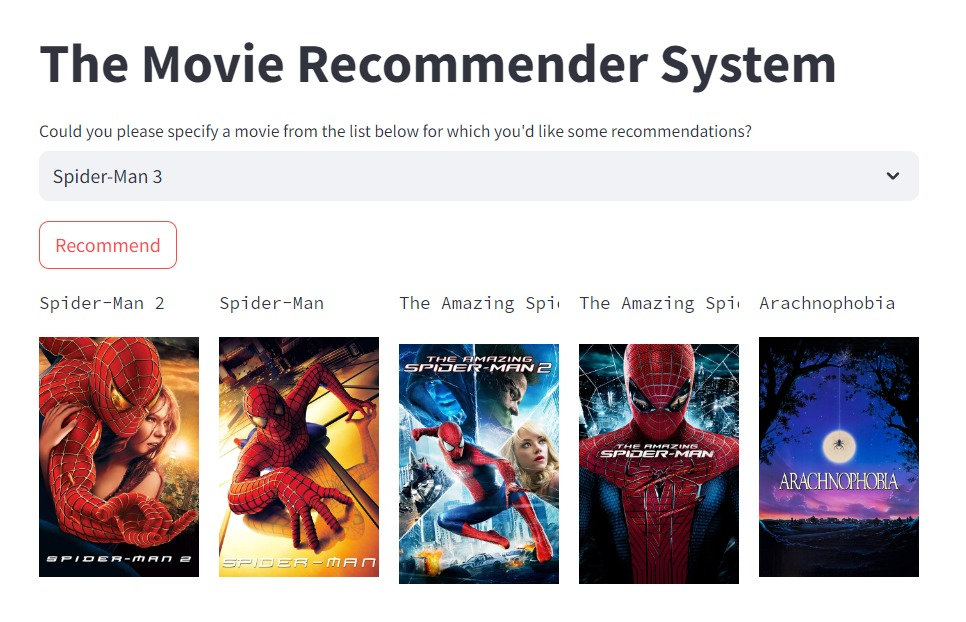 The Movie Recommender System
Could you please specify a movie from the list below for which you'd like some recommendations?
Spider-Man 3
Recommend
Spider-Man 2
Spider-Man
The Amazing Spi
The Amazing Spi
Arachnophobia
SPIDER-MAN 2
SPIDER-MAN
THE AMAZING
SPIDER-MAN 2
THE AMAZING
SPIDER-MAN
ARACHNOPHOBIA